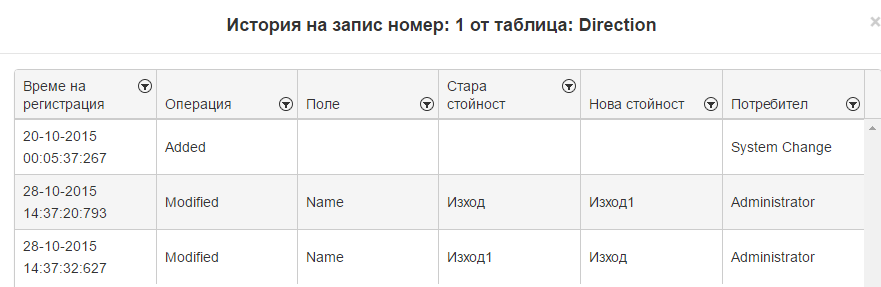 История на запис номер: 1 от таблица: Direction
×
Време на
регистрация
Операция
Поле
Стара
стойност
Нова стойност
Потребител
20-10-2015
00:05:37:267
Added
System Change
28-10-2015
14:37:20:793
Modified
Name
Изход
Изход1
Administrator
28-10-2015
14:37:32:627
Modified
Name
Изход1
Изход
Administrator